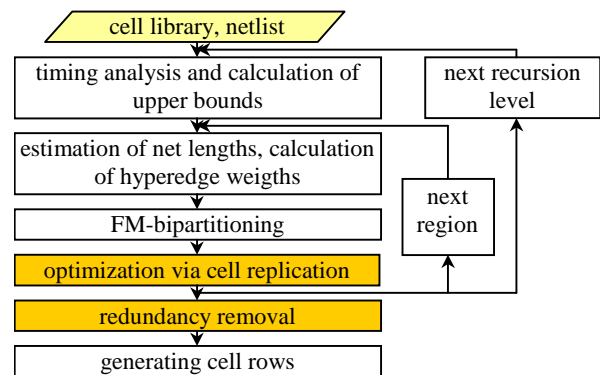 cell library, netlist
timing analysis and calculation of
upper bounds
next recursion
level
estimation of net lengths, calculation
of hyperedge weigths
next
region
FM-bipartitioning
optimization via cell replication
redundancy removal
generating cell rows